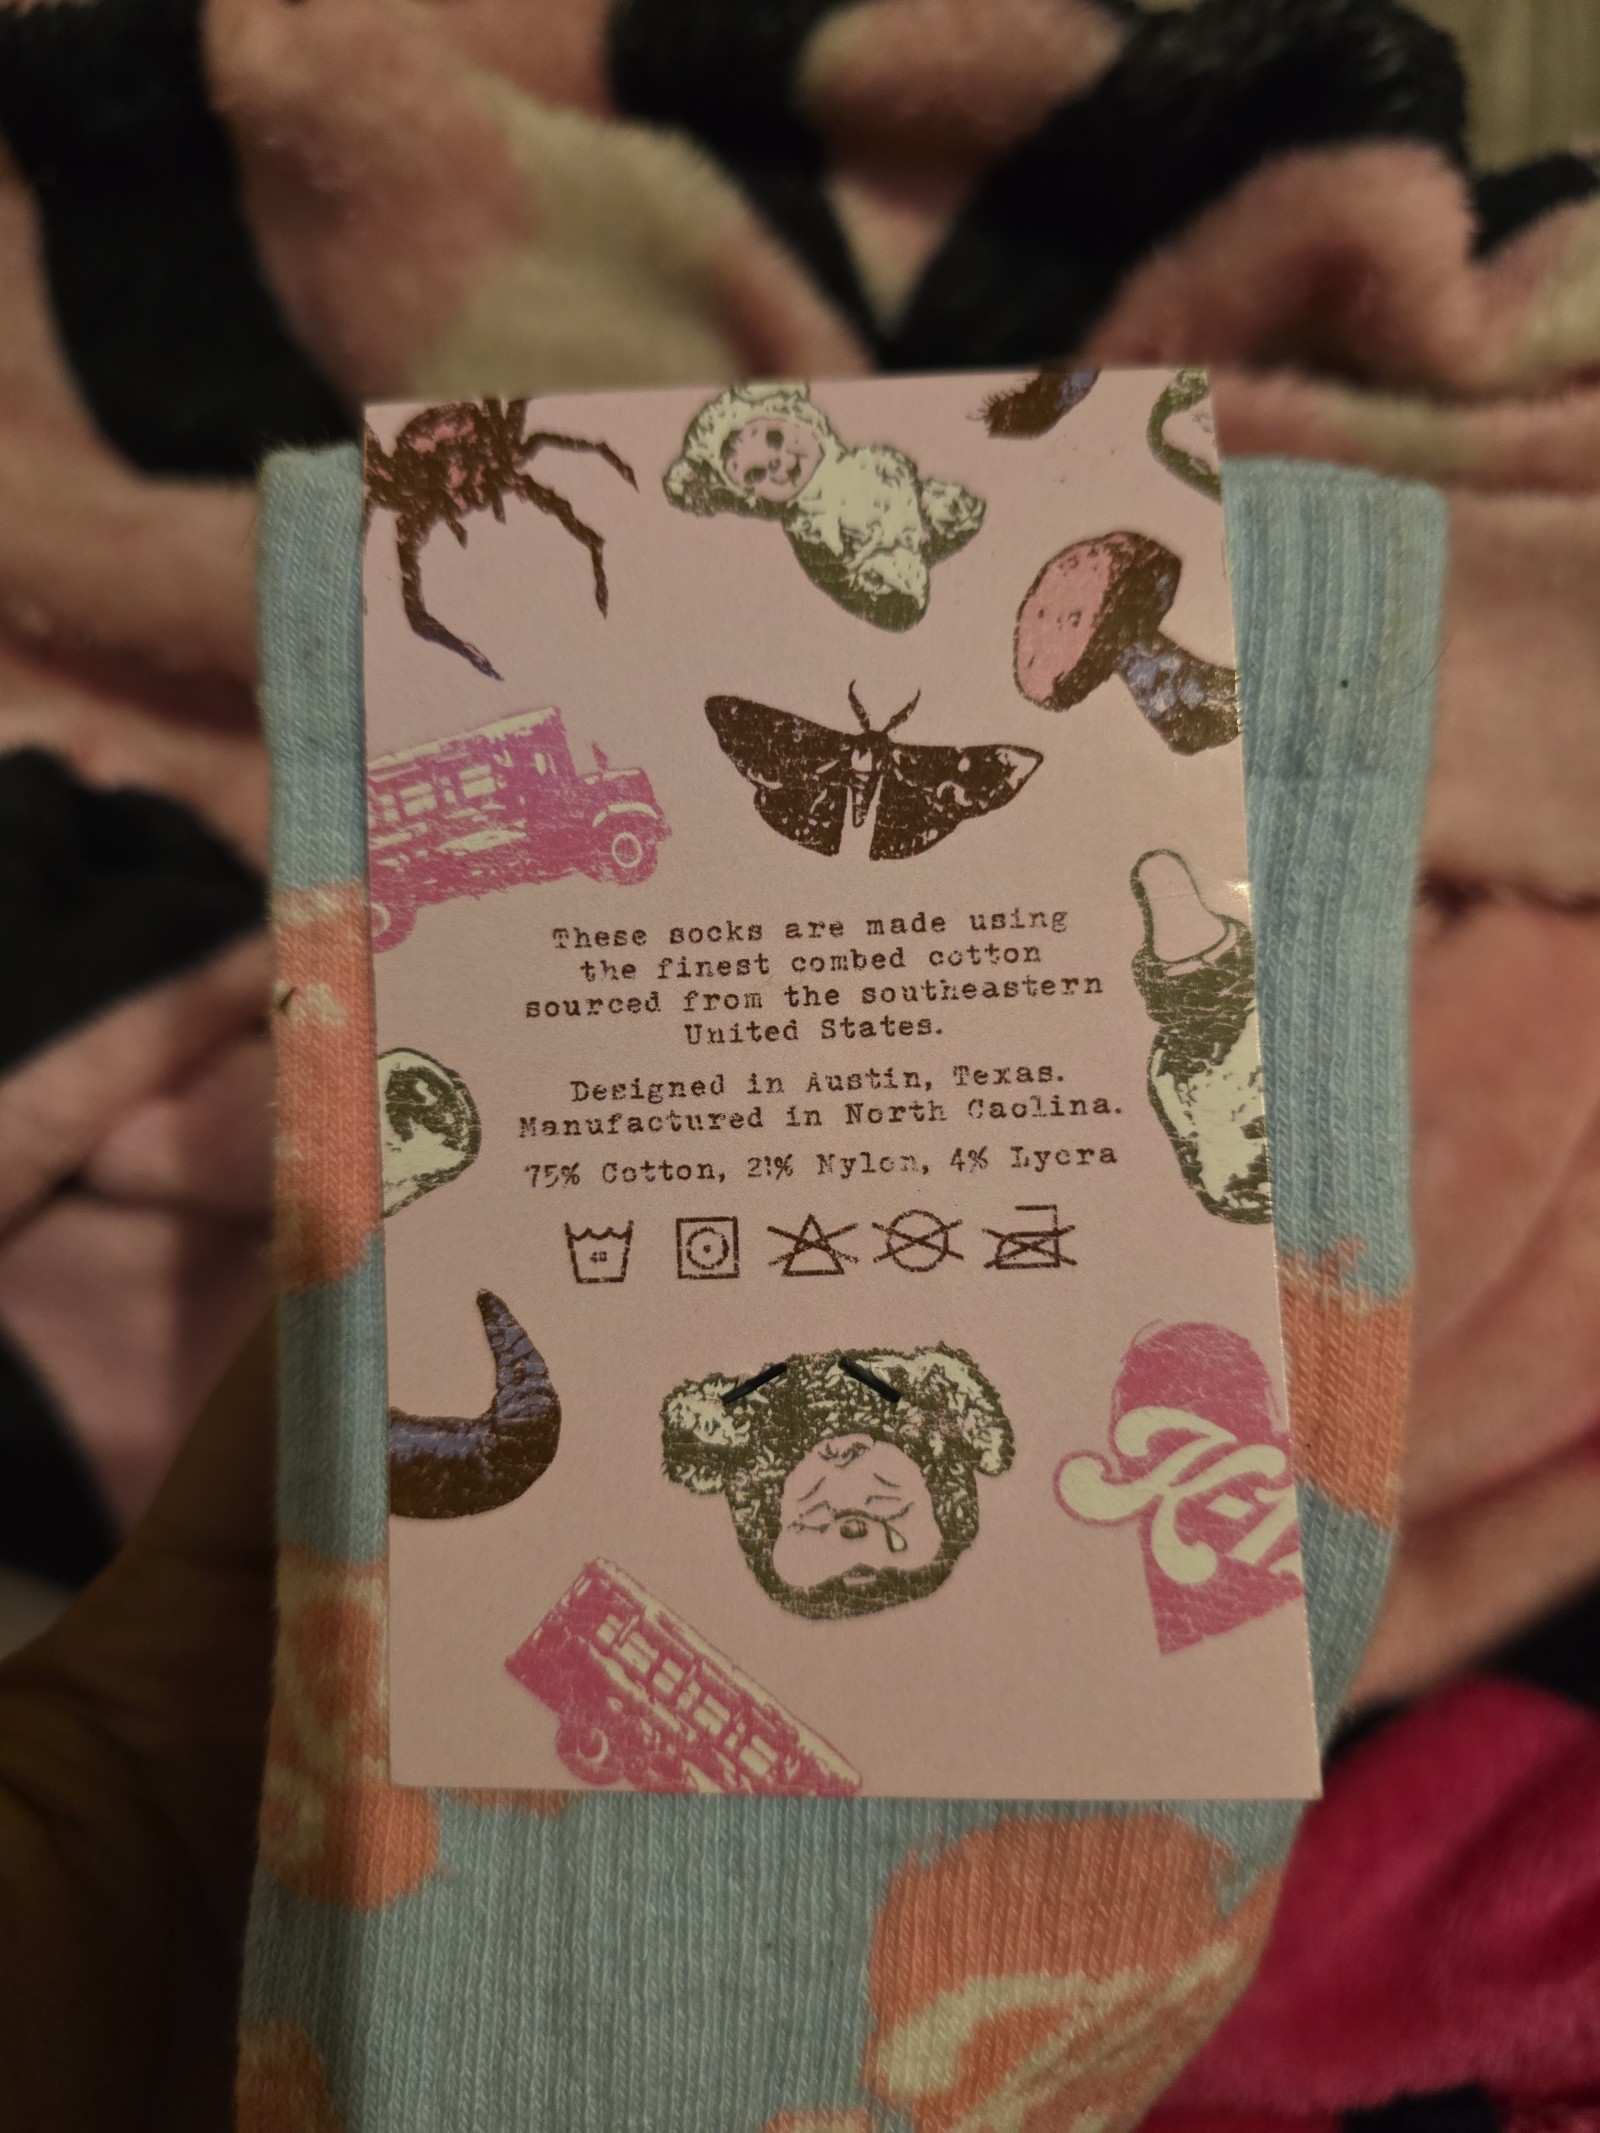 These socks are made using
the finest combed cotton
sourced from the southeastern
United States.
Designed in Austin, Texas.
Manufactured in North Caolina.
75% Cotton, 21% Nylon, 4% Lycra
40